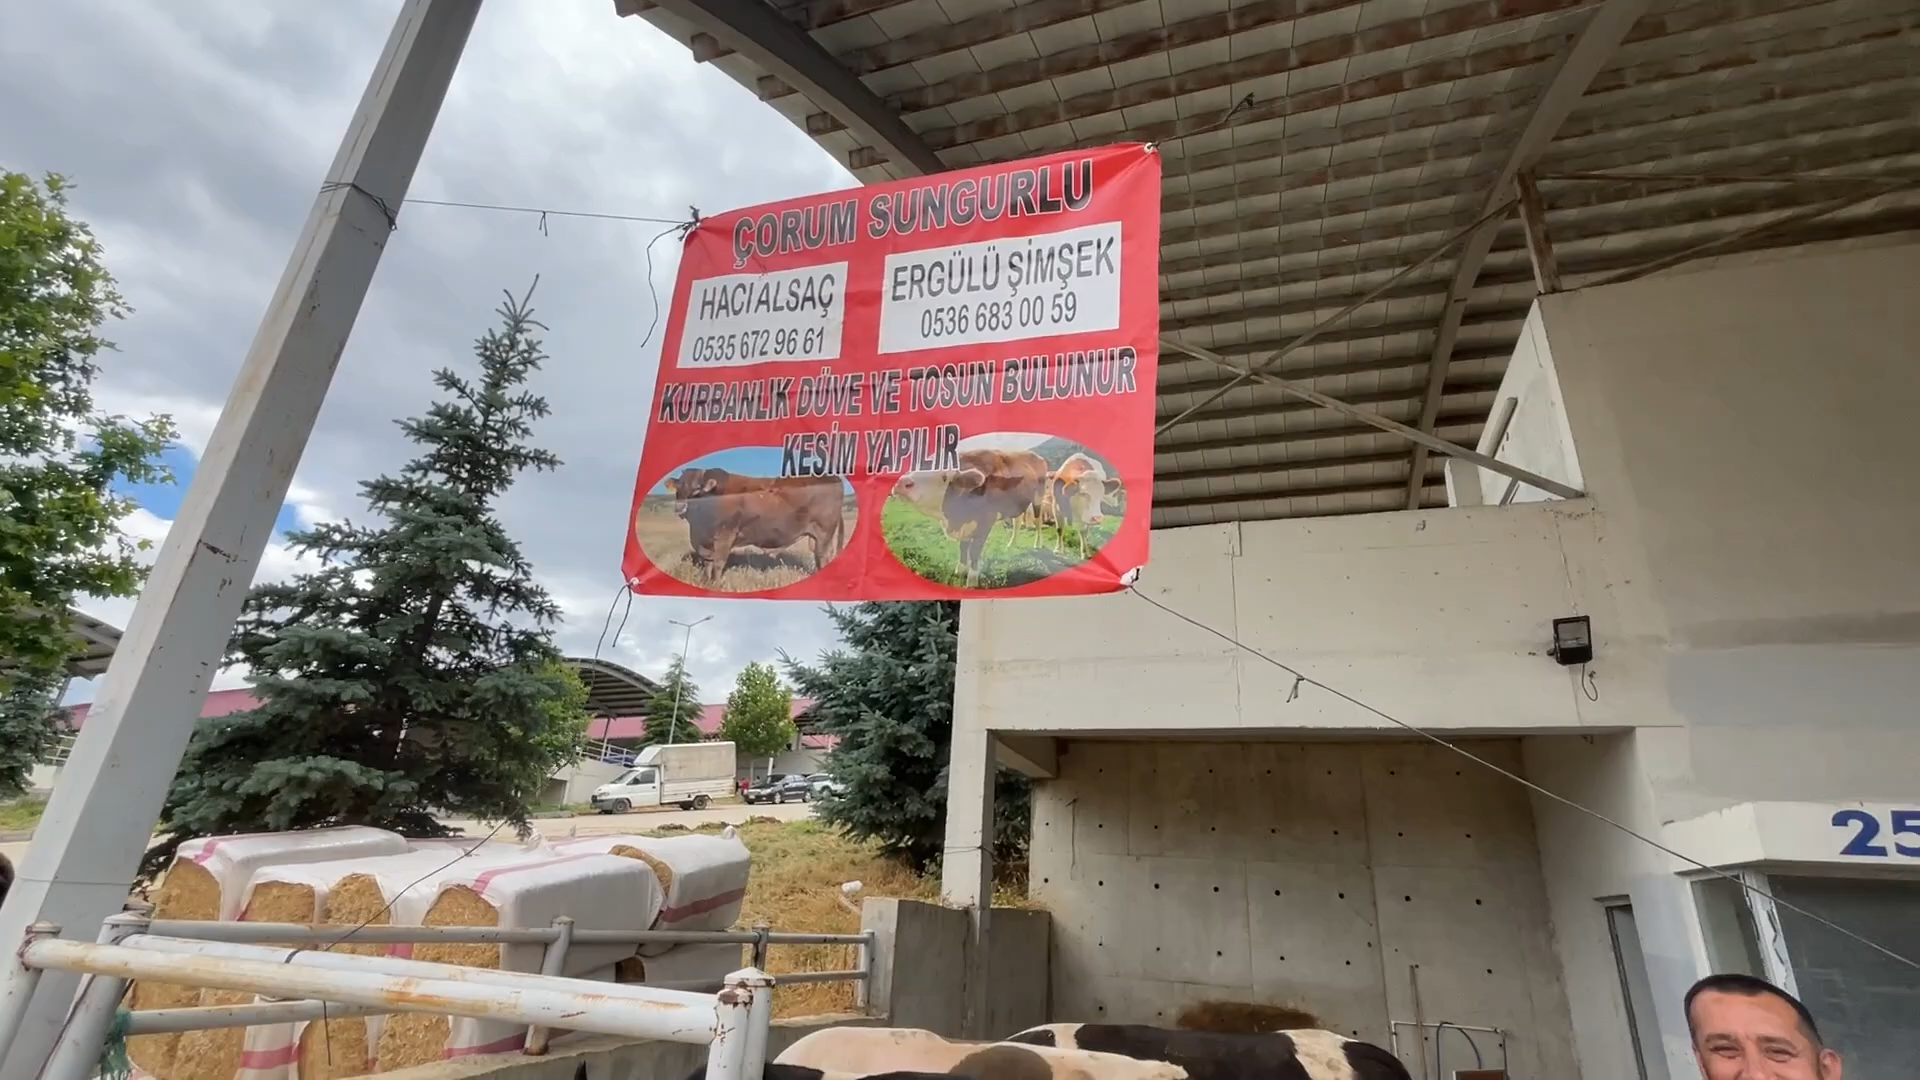 ÇORUM SUNGURLU
HACI ALSAÇ
0535 672 96 61
ERGÜLÜ ŞİMŞEK
0536 683 00 59
KURBANLIK DÜVE VE TOSUN BULUNUR
KESİM YAPILIR
25